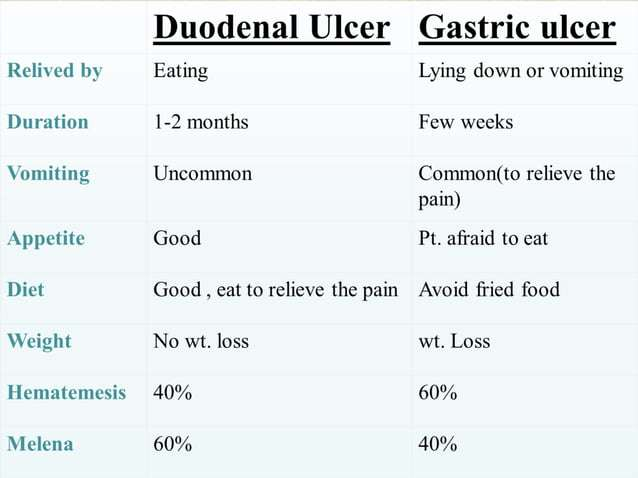 Duodenal Ulcer Gastric ulcer
Relived by Eating Lying down or vomiting
Duration 1-2 months Few weeks
Vomiting Uncommon Common(to relieve the
pain)
Appetite Good Pt. afraid to eat
Diet Good , eat to relieve the pain Avoid fried food
Weight No wt. loss wt. Loss
Hematemesis 40% 60%
Melena 60% 40%